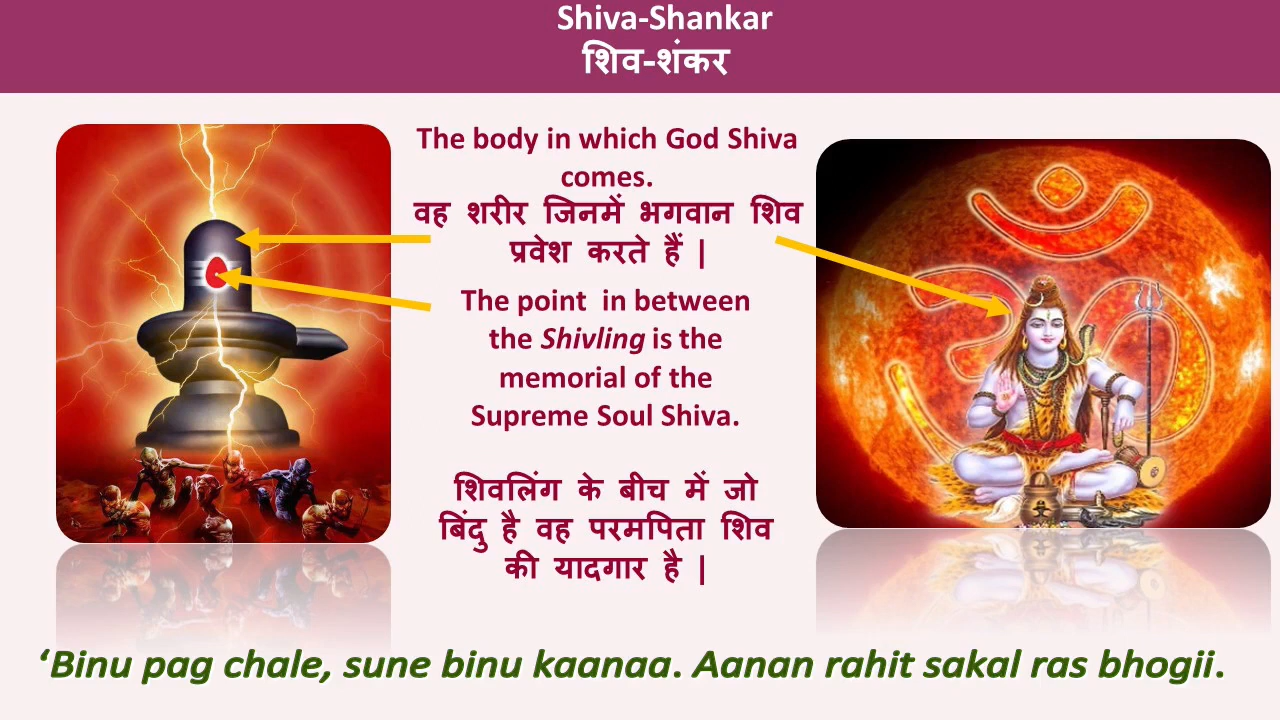 Shiva-Shankar
शिव-शंकर
The body in which God Shiva
comes.
वह शरीर जिनमें भगवान शिव
प्रवेश करते हैं |
The point in between
the Shivling is the
memorial of the
Supreme Soul Shiva.
शिवलिंग के बीच में जो
बिंदु है वह परमपिता शिव
की यादगार है |
‘Binu pag chale, sune binu kaanaa. Aanan rahit sakal ras bhogii.